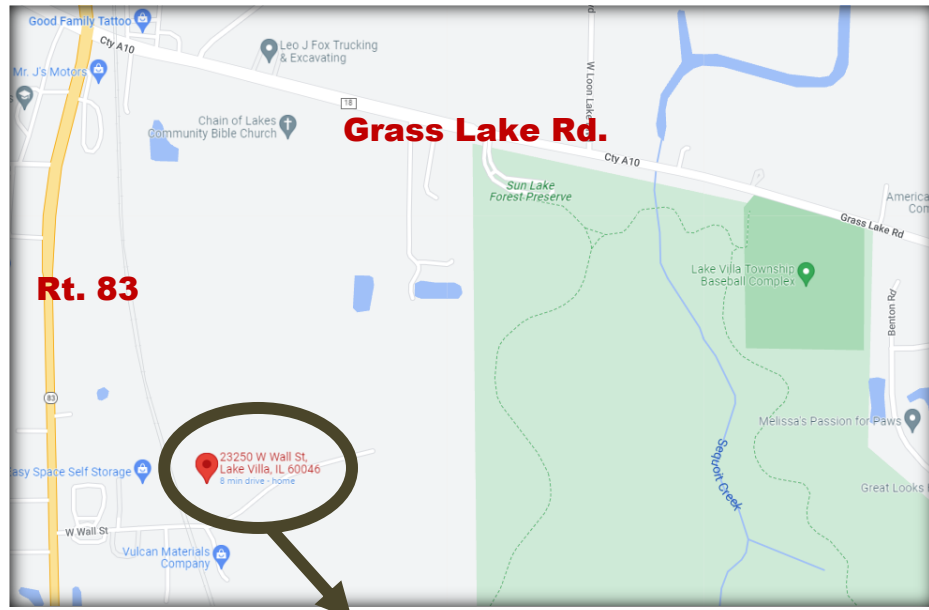 Good Family Tattoo
Cty A10
Leo J Fox Trucking
& Excavating
Mr. J's Motors
W Loon Lake
18
Chain of Lakes
Community Bible Church
Grass Lake Rd.
Cty A10
Sun Lake
Forest Preserve
America
Com
Grass Lake Rd
Lake Villa Township
Baseball Complex
Rt. 83
Benton Rd
83
Melissa's Passion for Paws
23250 W Wall St,
Lake Villa, IL 60046
8 min drive - home
Easy Space Self Storage
Sequoit Creek
Great Looks
W Wall St
Vulcan Materials
Company